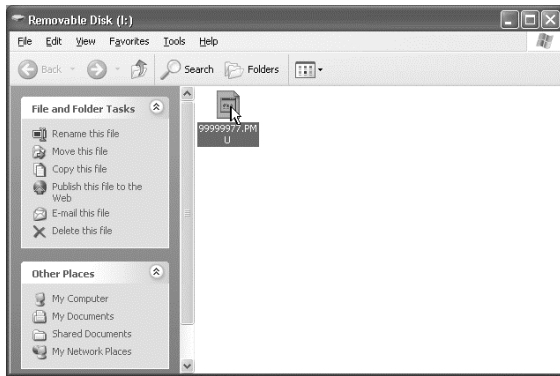 Removable Disk (I:)
File Edit View Favorites Tools Help
Back Search Folders
File and Folder Tasks
Rename this file
Move this file
Copy this file
Publish this file to the
Web
E-mail this file
Delete this file
Other Places
My Computer
My Documents
Shared Documents
My Network Places
99999977.PM
U